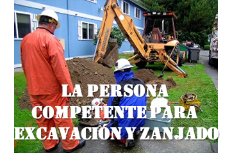 LA PERSONA
COMPETENTE PARA
EXCAVACIÓN Y ZANJADO